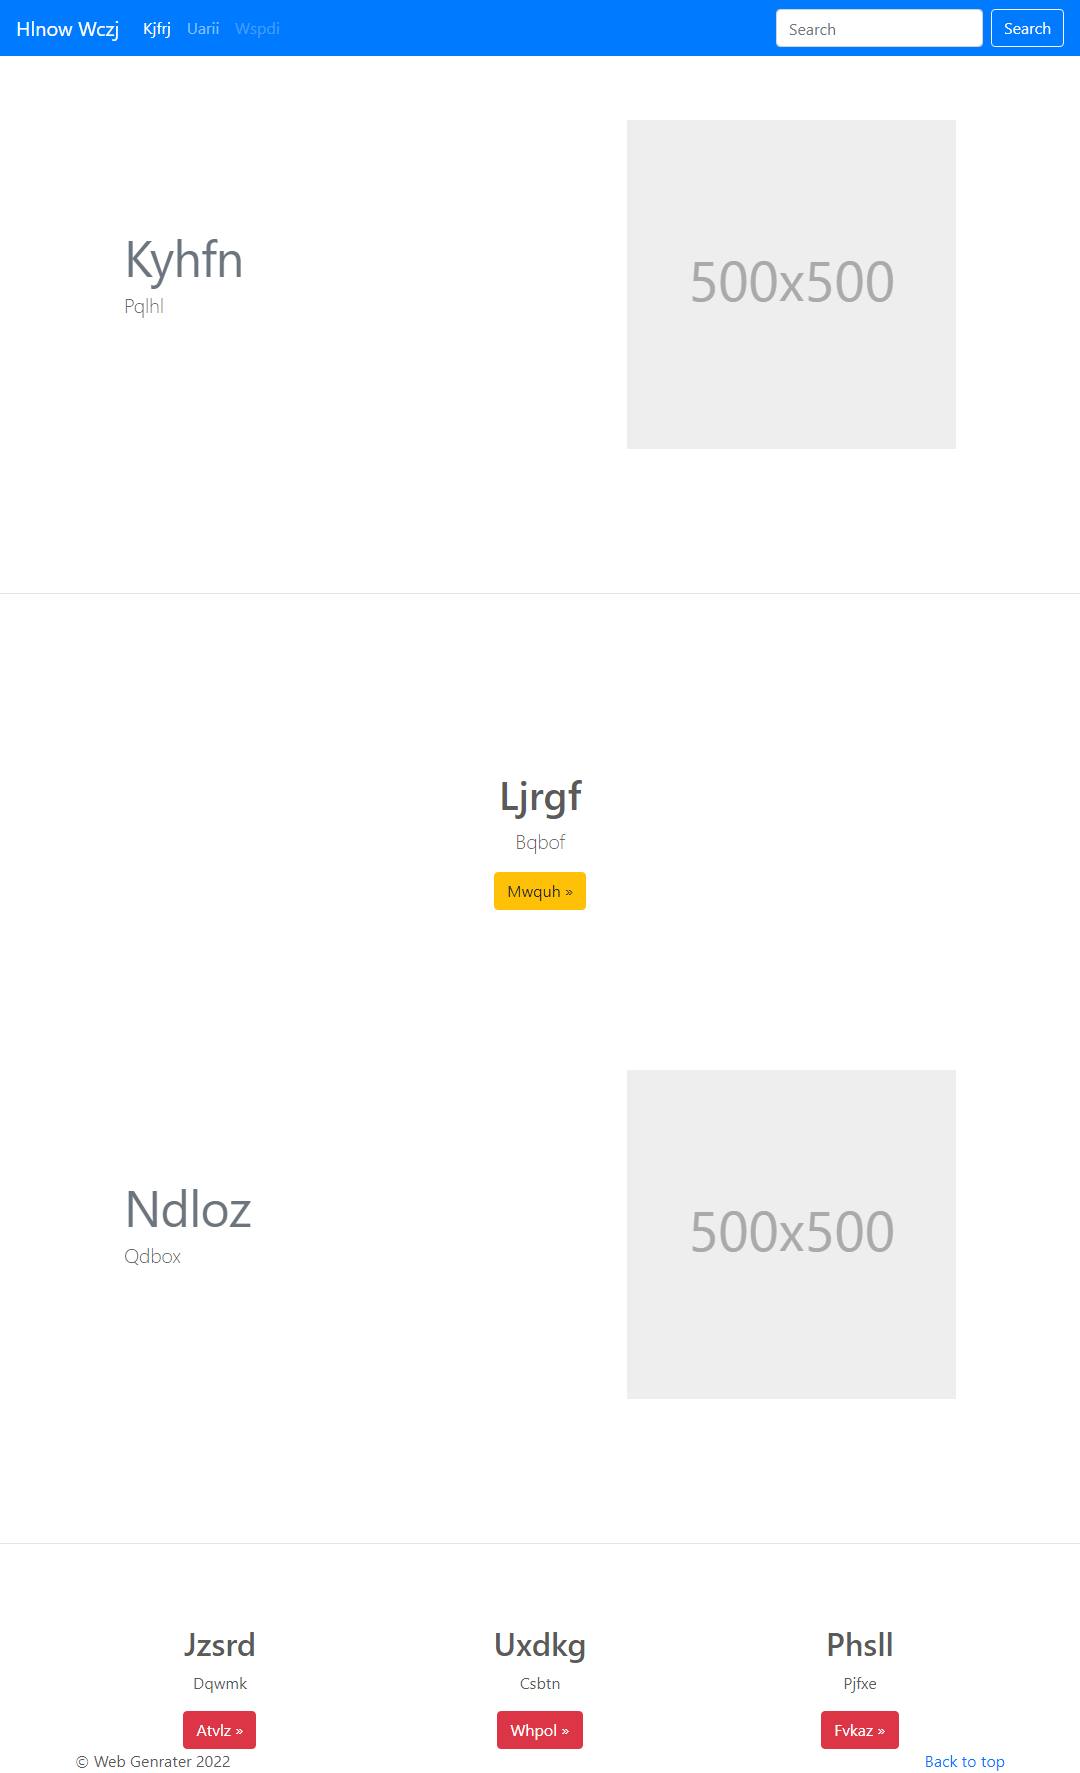 Hlnow Wczj Kjfrj Uarii Wspdi Search Search
Kyhfn
Pqlhl
500x500
Ljrgf
Bqbof
Mwquh »
Ndloz
Qdbox
500x500
Jzsrd
Dqwmk
Atvlz »
Uxdkg
Csbtn
Whpol »
Phsll
Pjfxe
Fvkaz »
© Web Genrater 2022
Back to top